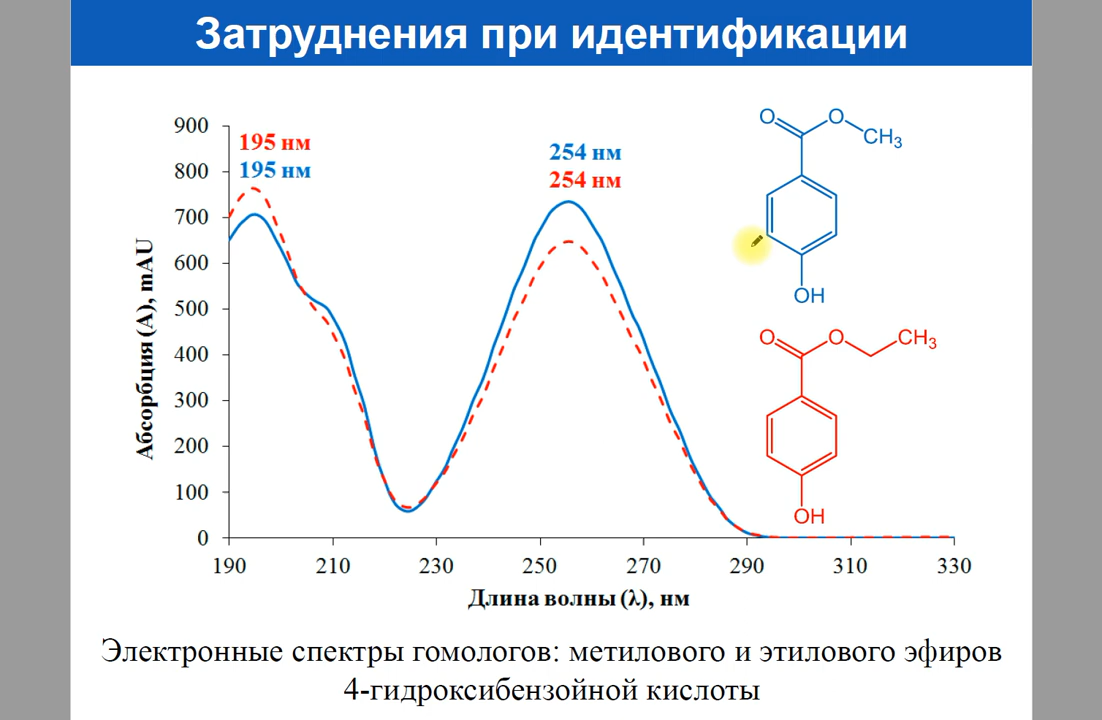 Затруднения при идентификации
900
800
700
600
500
400
300
200
100
0
Абсорбция (А), mAU
195 нм
195 нм
254 нм
254 нм
O
O
CH3
OH
O
O
CH3
OH
190
210
230
250
270
290
310
330
Длина волны (λ), нм
Электронные спектры гомологов: метилового и этилового эфиров
4-гидроксибензойной кислоты